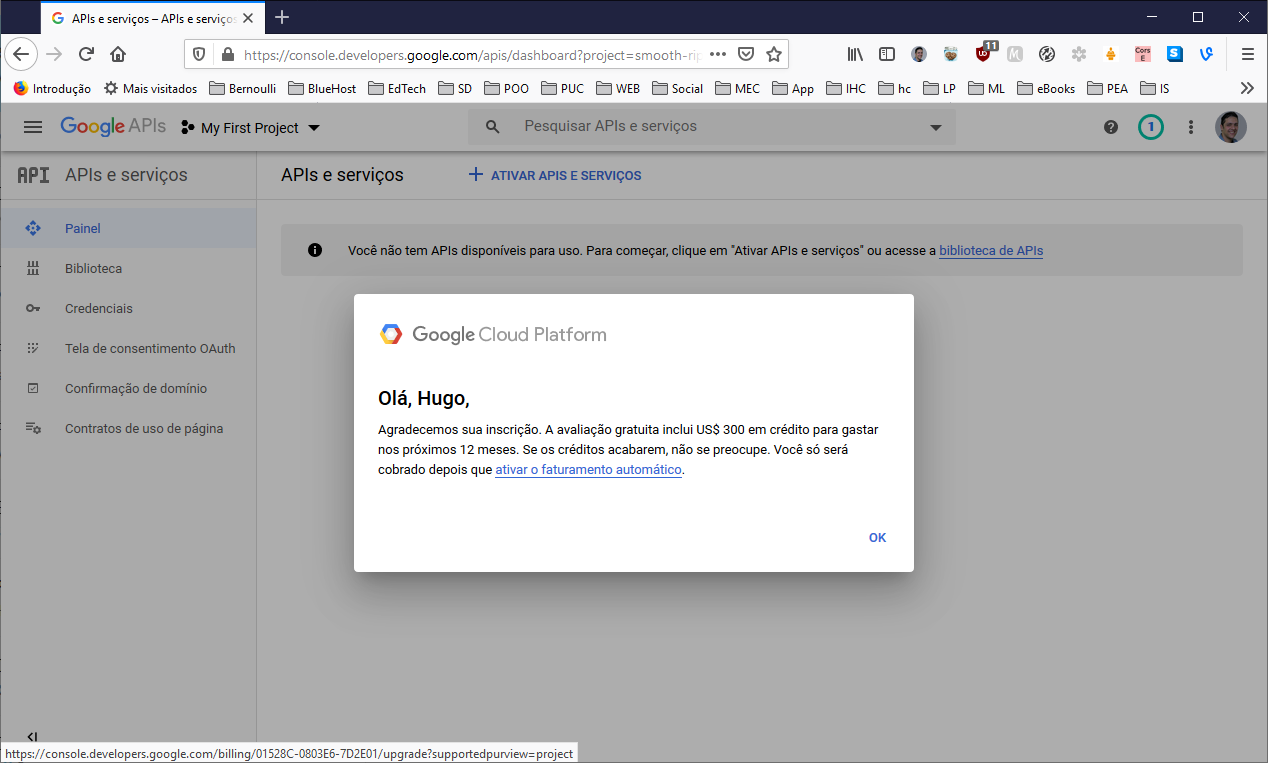 APIs e serviços – APIs e serviços
https://console.developers.google.com/apis/dashboard?project=smooth-rip
11
Cors
E
Introdução Mais visitados Bernoulli BlueHost EdTech SD POO PUC WEB Social MEC App IHC hc LP ML eBooks PEA IS
Google APIs My First Project Pesquisar APIs e serviços 1
API APIs e serviços
APIs e serviços
ATIVAR APIS E SERVIÇOS
Painel
Biblioteca
Credenciais
Tela de consentimento OAuth
Confirmação de domínio
Contratos de uso de página
Você não tem APIs disponíveis para uso. Para começar, clique em "Ativar APIs e serviços" ou acesse a biblioteca de APIs
Google Cloud Platform
Olá, Hugo,
Agradecemos sua inscrição. A avaliação gratuita inclui US$ 300 em crédito para gastar
nos próximos 12 meses. Se os créditos acabarem, não se preocupe. Você só será
cobrado depois que ativar o faturamento automático.
OK
https://console.developers.google.com/billing/01528C-0803E6-7D2E01/upgrade?supportedpurview=project